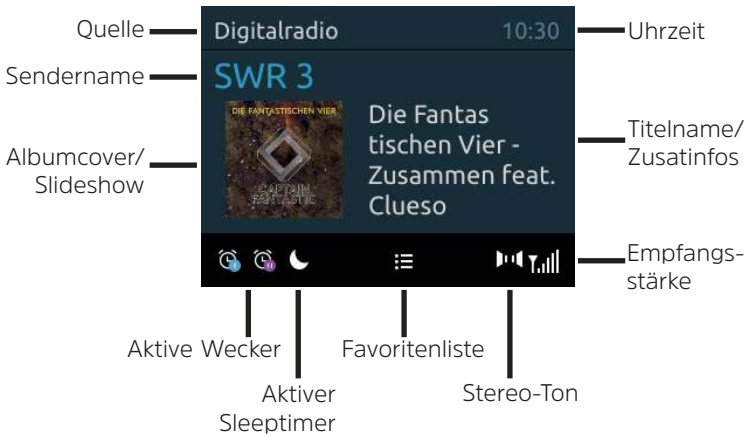 Quelle
Digitalradio
10:30
Uhrzeit
Sendername
SWR 3
DIE FANTASTISCHEN VIER
CAPTAIN
FANTASTIC
Die Fantas
tischen Vier -
Zusammen feat.
Clueso
Albumcover/
Slideshow
Titelname/
Zusatinfos
Empfangs-
stärke
Aktive Wecker
Favoritenliste
Aktiver
Sleeptimer
Stereo-Ton